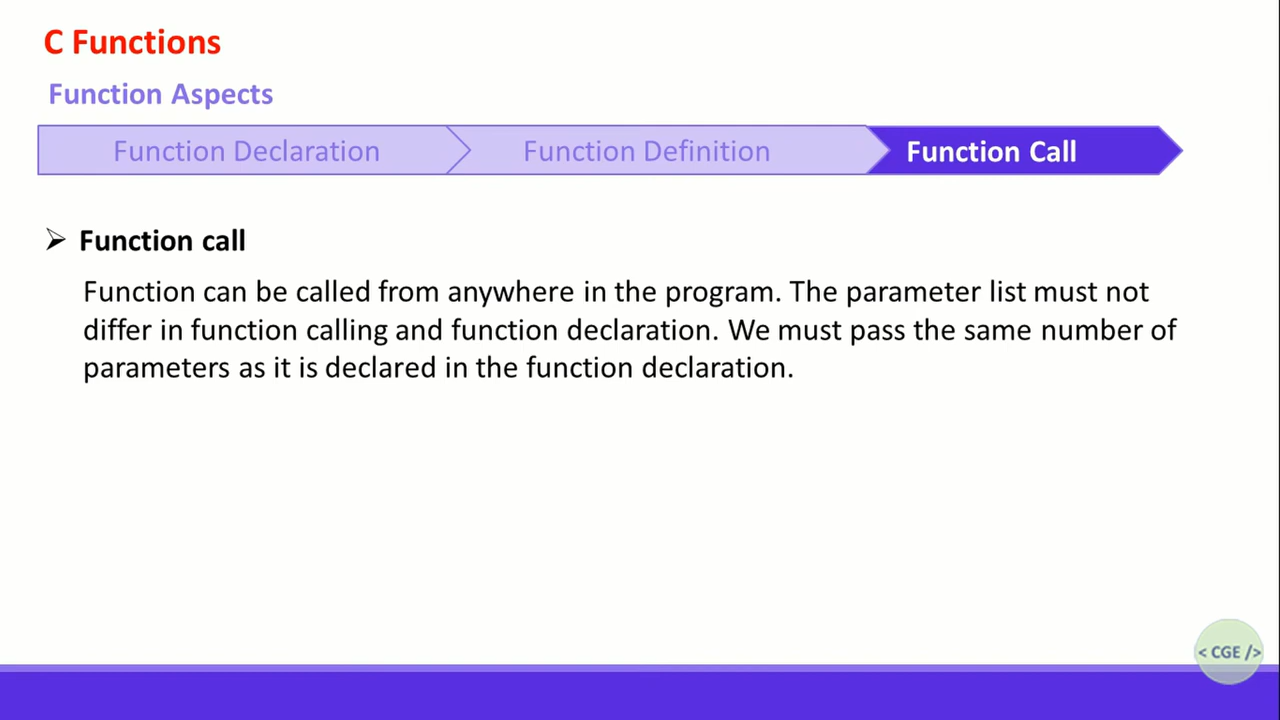 C Functions
Function Aspects
Function Declaration
Function Definition
Function Call
Function call
Function can be called from anywhere in the program. The parameter list must not
differ in function calling and function declaration. We must pass the same number of
parameters as it is declared in the function declaration.
< CGE />